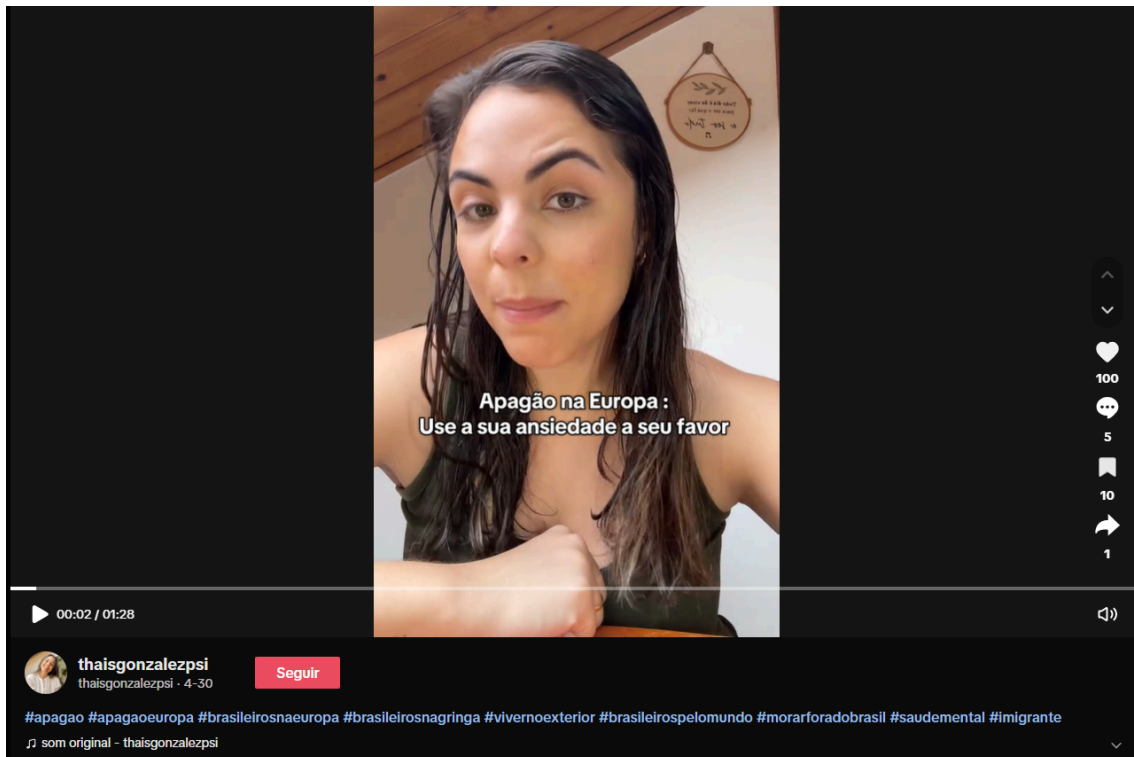 Apagão na Europa :
Use a sua ansiedade a seu favor
100
5
10
1
00:02 / 01:28
thaisgonzalezpsi
thaisgonzalezpsi · 4-30
Seguir
#apagao #apagaoeuropa #brasileirosnaeuropa #brasileirosnagringa #vivernoexterior #brasileirospelomundo #morarforadobrasil #saudemental #imigrante
som original - thaisgonzalezpsi